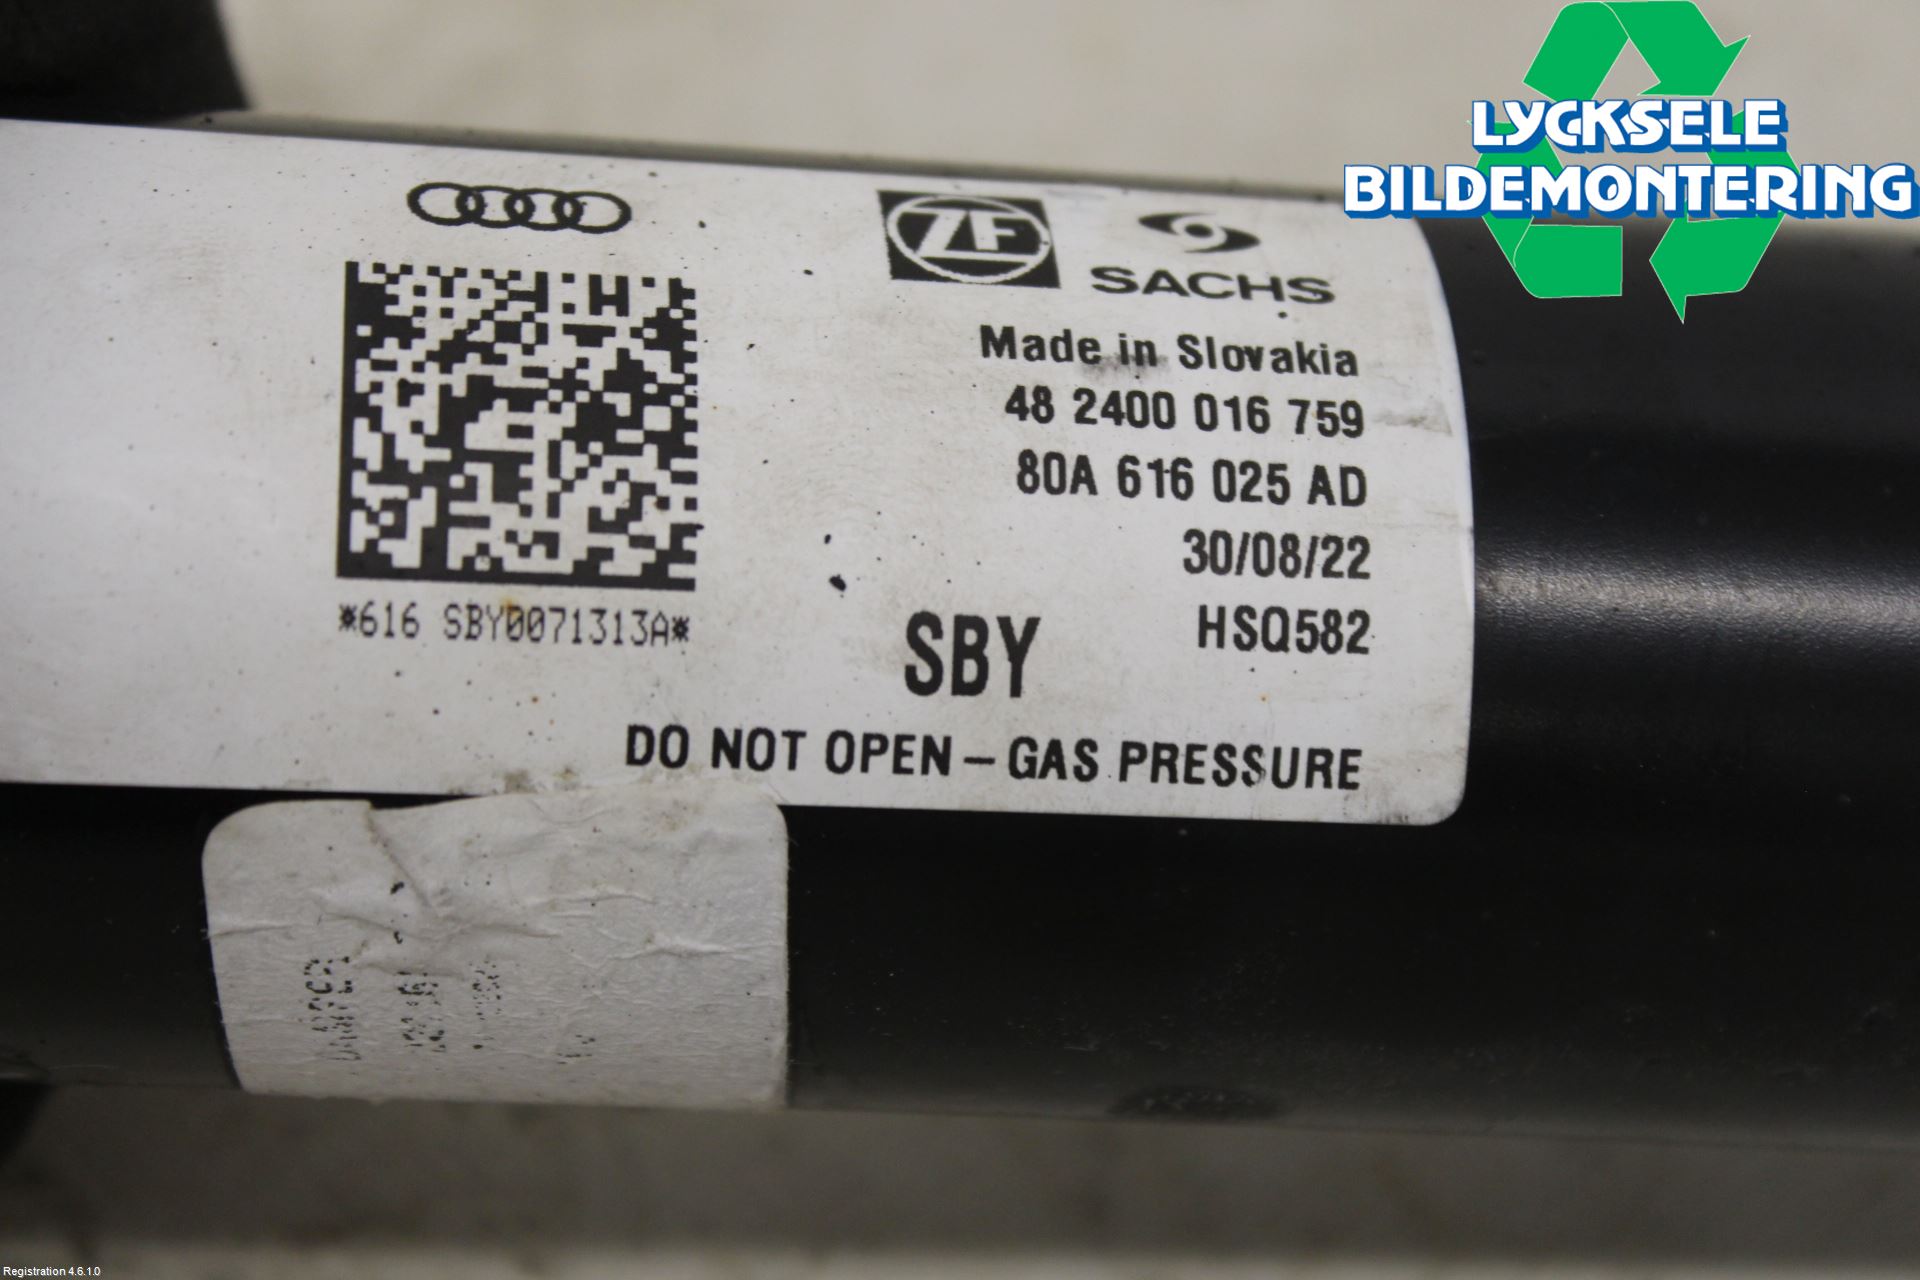 LYCKSELE
BILDEMONTERING
ZF
SACHS
Made in Slovakia
48 2400 016 759
80A 616 025 AD
30/08/22
*616 SBY0071313A*
SBY
HSQ582
DO NOT OPEN – GAS PRESSURE
Registration 4.6.1.0